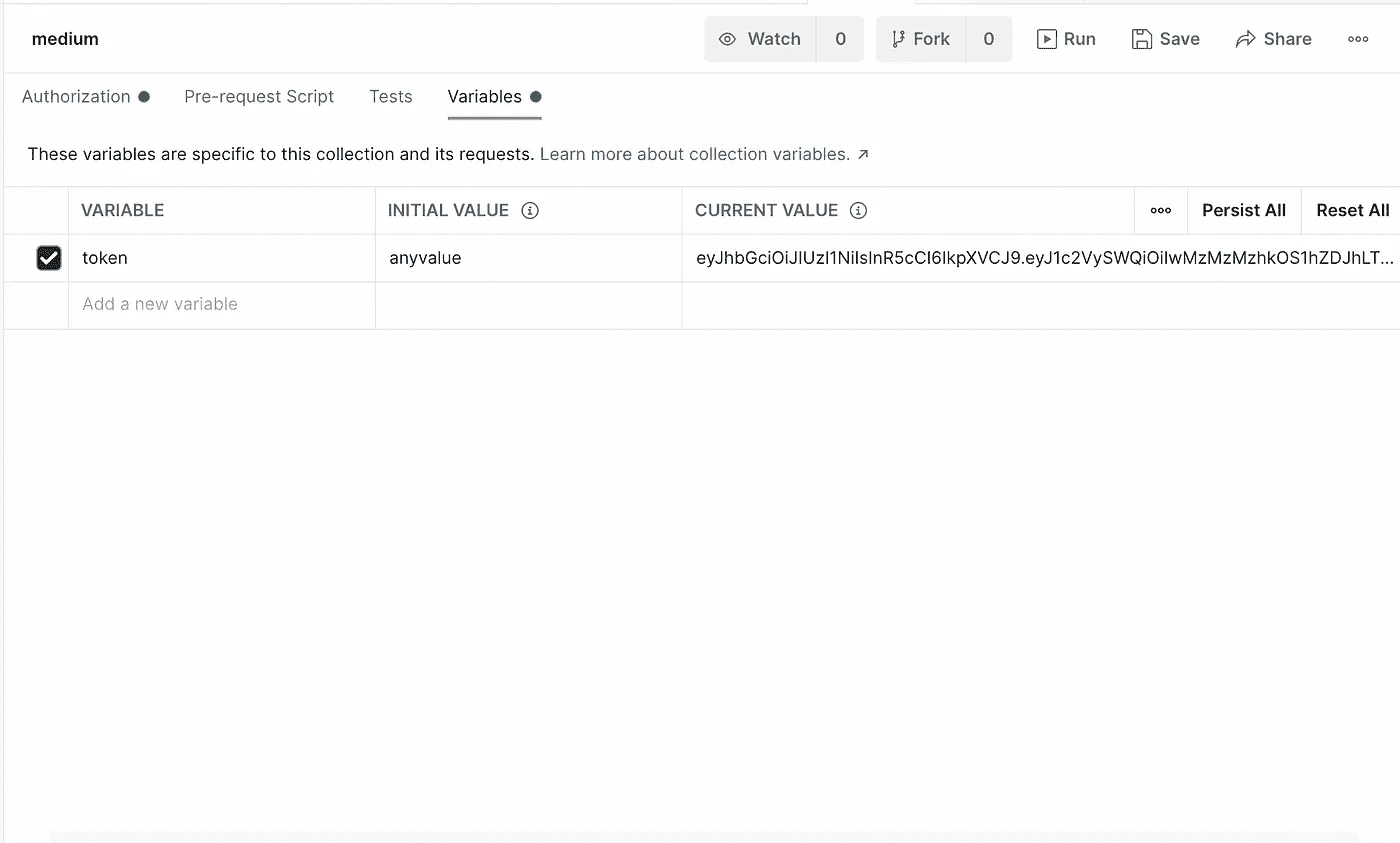 medium
Watch 0 Fork 0 Run Save Share
Authorization Pre-request Script Tests Variables
These variables are specific to this collection and its requests. Learn more about collection variables. ↗
VARIABLE INITIAL VALUE CURRENT VALUE Persist All Reset All
token anyvalue eyJhbGciOiJIUzI1NiIsInR5cCI6IkpXVCJ9.eyJ1c2VySWQiOiIwMzMzMzhkOS1hZDJhLT...
Add a new variable